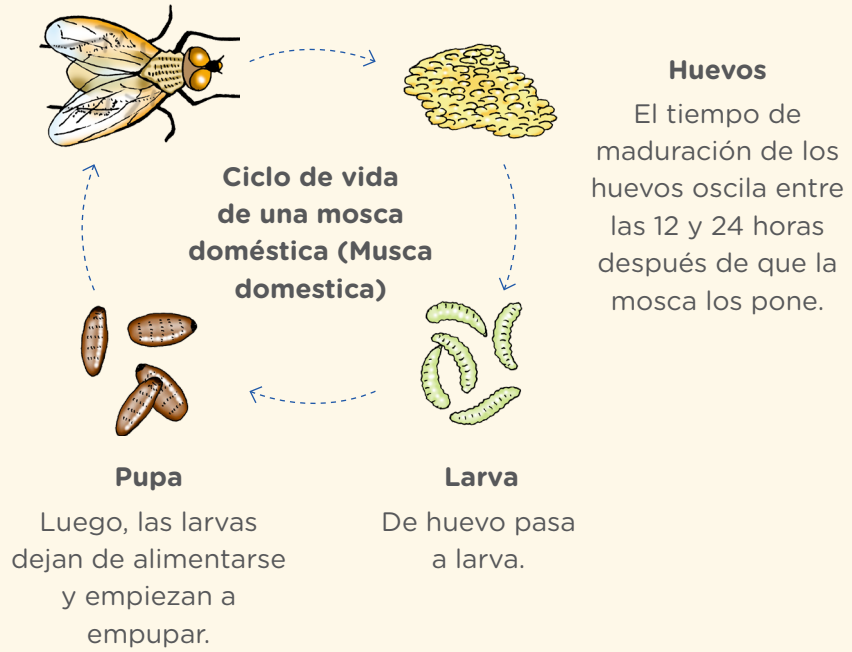 Ciclo de vida
de una mosca
doméstica (Musca
domestica)
Huevos
El tiempo de
maduración de los
huevos oscila entre
las 12 y 24 horas
después de que la
mosca los pone.
Larva
De huevo pasa
a larva.
Pupa
Luego, las larvas
dejan de alimentarse
y empiezan a
empupar.